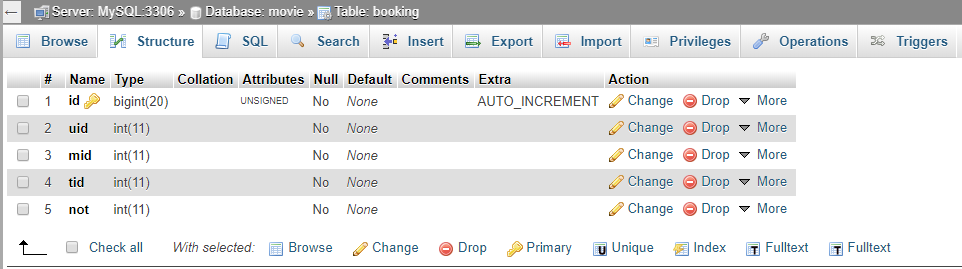 ← Server: MySQL:3306 » Database: movie » Table: booking
Browse Structure SQL Search Insert Export Import Privileges Operations Triggers
# Name Type Collation Attributes Null Default Comments Extra Action
1 id bigint(20) UNSIGNED No None AUTO_INCREMENT Change Drop More
2 uid int(11) No None Change Drop More
3 mid int(11) No None Change Drop More
4 tid int(11) No None Change Drop More
5 not int(11) No None Change Drop More
Check all With selected: Browse Change Drop Primary Unique Index Fulltext Fulltext